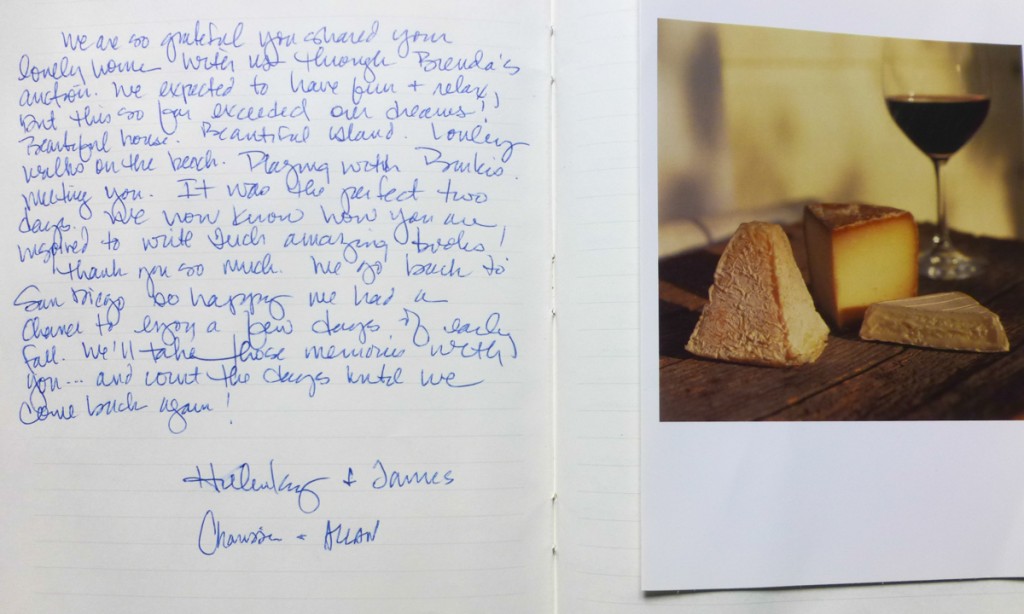 We are so grateful you shared your
lovely home with us through Brenda's
auction. We expected to have fun + relax,
but this so far exceeded our dreams!
Beautiful house. Beautiful island. Lovely
walks on the beach. Playing with
meeting you. It was the perfect two
days. We now know how you are
inspired to write such amazing books!
Thank you so much. We go back to
San Diego so happy we had a
chance to enjoy a few days of early
fall. We'll take those memories with
you... and count the days until we
come back again!
& James
& ALLAN